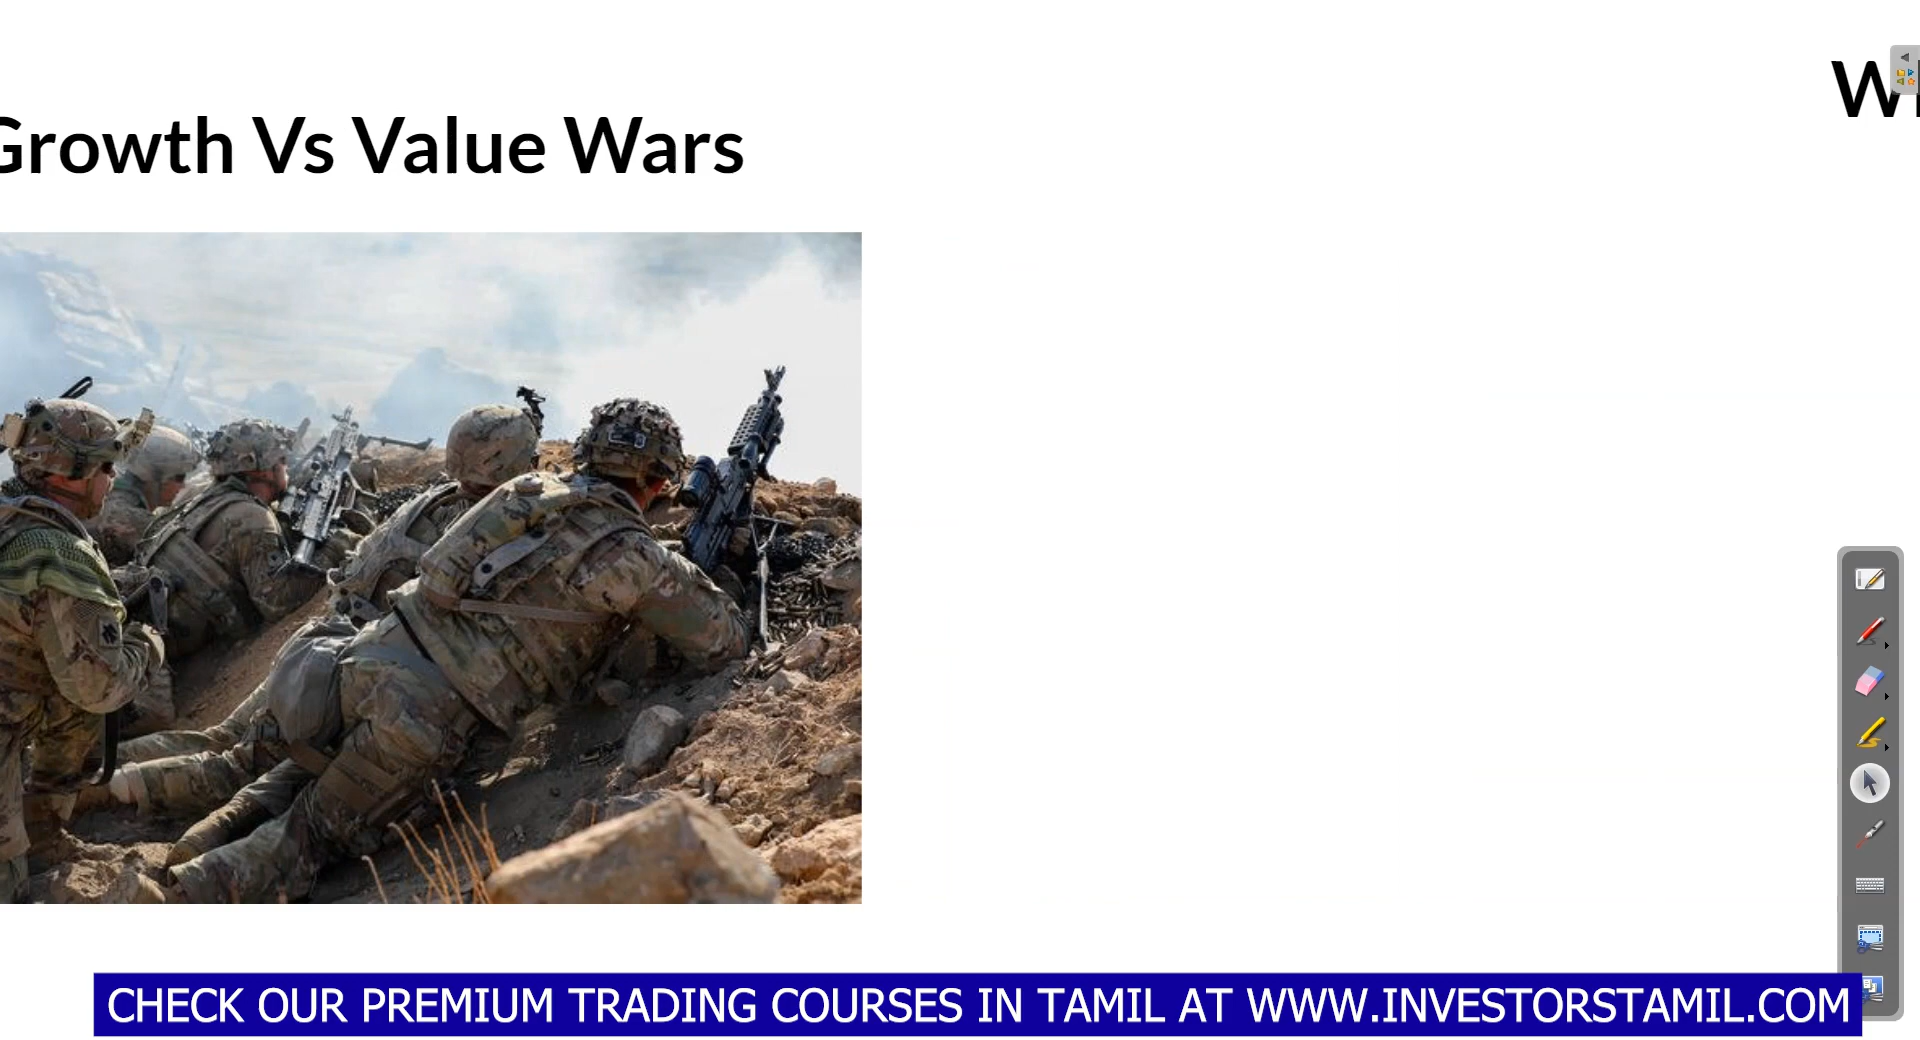 Growth Vs Value Wars
CHECK OUR PREMIUM TRADING COURSES IN TAMIL AT WWW.INVESTORSTAMIL.COM